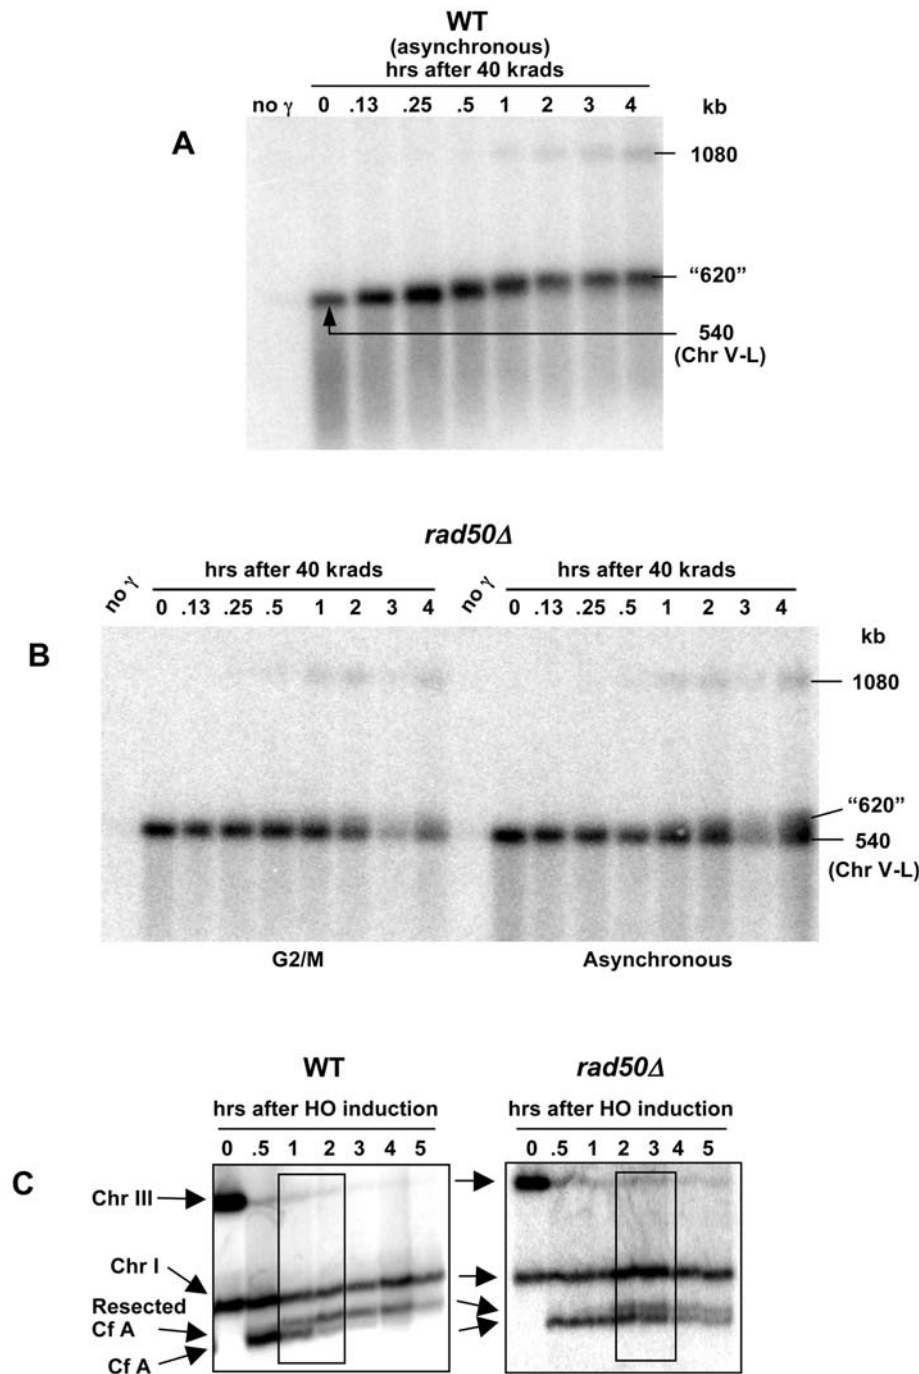 WT
(asynchronous)
hrs after 40 krads
no γ 0 .13 .25 .5 1 2 3 4 kb
A
1080
“620”
540
(Chr V-L)
rad50Δ
hrs after 40 krads hrs after 40 krads
no γ 0 .13 .25 .5 1 2 3 4 no γ 0 .13 .25 .5 1 2 3 4
kb
B
1080
“620”
540
(Chr V-L)
G2/M Asynchronous
WT rad50Δ
hrs after HO induction hrs after HO induction
0 .5 1 2 3 4 5 0 .5 1 2 3 4 5
C
Chr III
Chr I
Resected
Cf A
Cf A